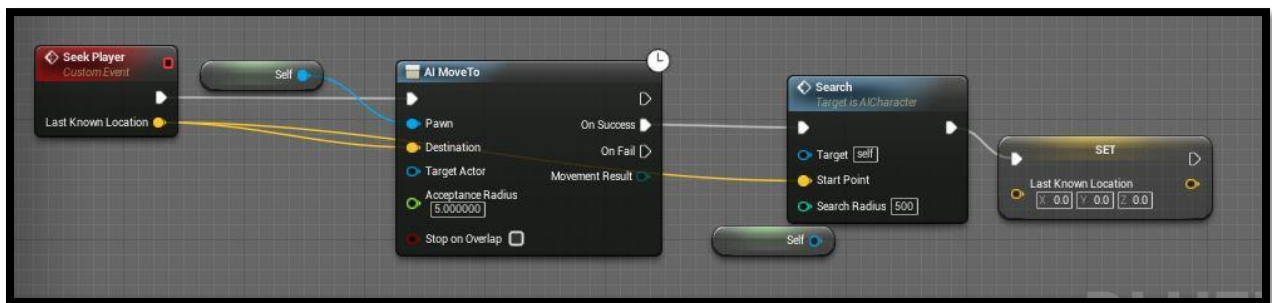 Seek Player
Custom Event
Last Known Location
Self
AI MoveTo
Pawn
On Success
Destination
On Fail
Target Actor
Movement Result
Acceptance Radius
5.000000
Stop on Overlap
Search
Target is AICharacter
Target self
Start Point
Search Radius 500
Self
SET
Last Known Location
X 0.0 Y 0.0 Z 0.0